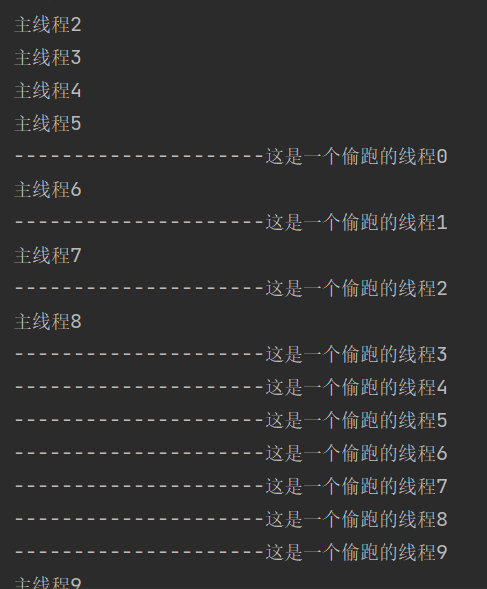 主线程2
主线程3
主线程4
主线程5
---------------------这是一个偷跑的线程0
主线程6
---------------------这是一个偷跑的线程1
主线程7
---------------------这是一个偷跑的线程2
主线程8
---------------------这是一个偷跑的线程3
---------------------这是一个偷跑的线程4
---------------------这是一个偷跑的线程5
---------------------这是一个偷跑的线程6
---------------------这是一个偷跑的线程7
---------------------这是一个偷跑的线程8
---------------------这是一个偷跑的线程9
主线程9